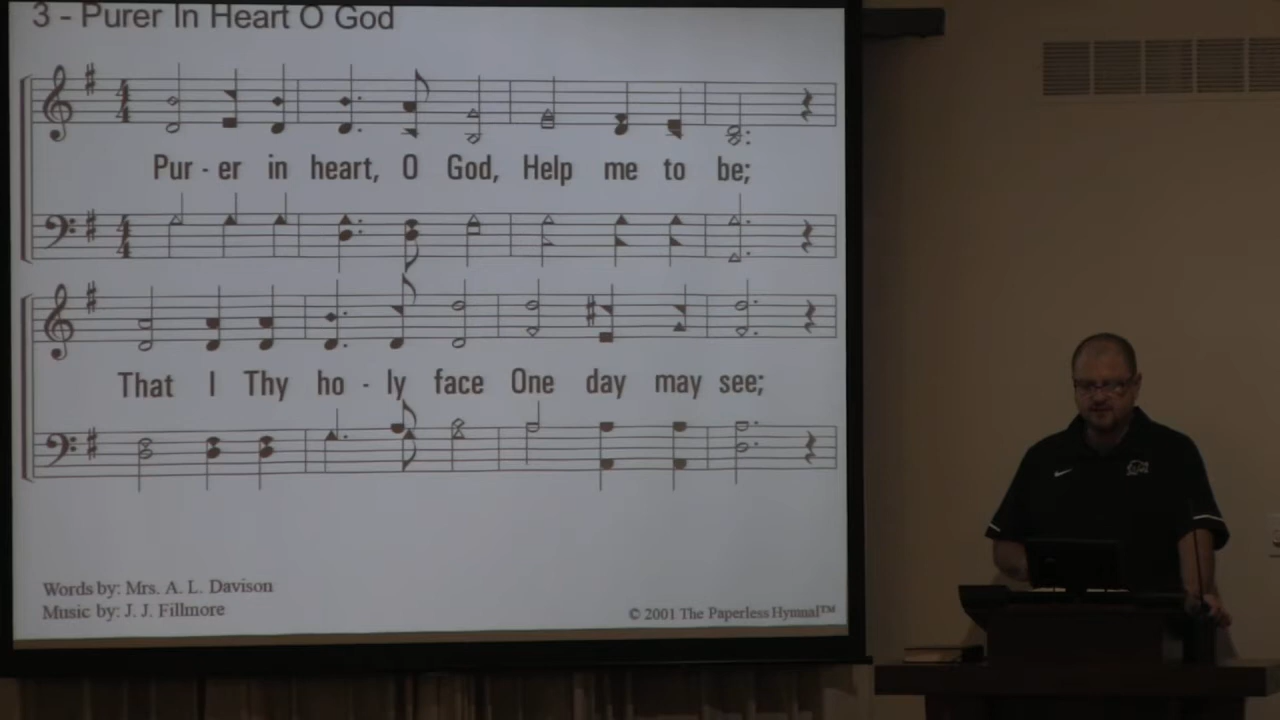 3 - Purer In Heart O God
Pur - er in heart, O God, Help me to be;
That I Thy ho - ly face One day may see;
Words by: Mrs. A. L. Davison
Music by: J. J. Fillmore
© 2001 The Paperless Hymnal™